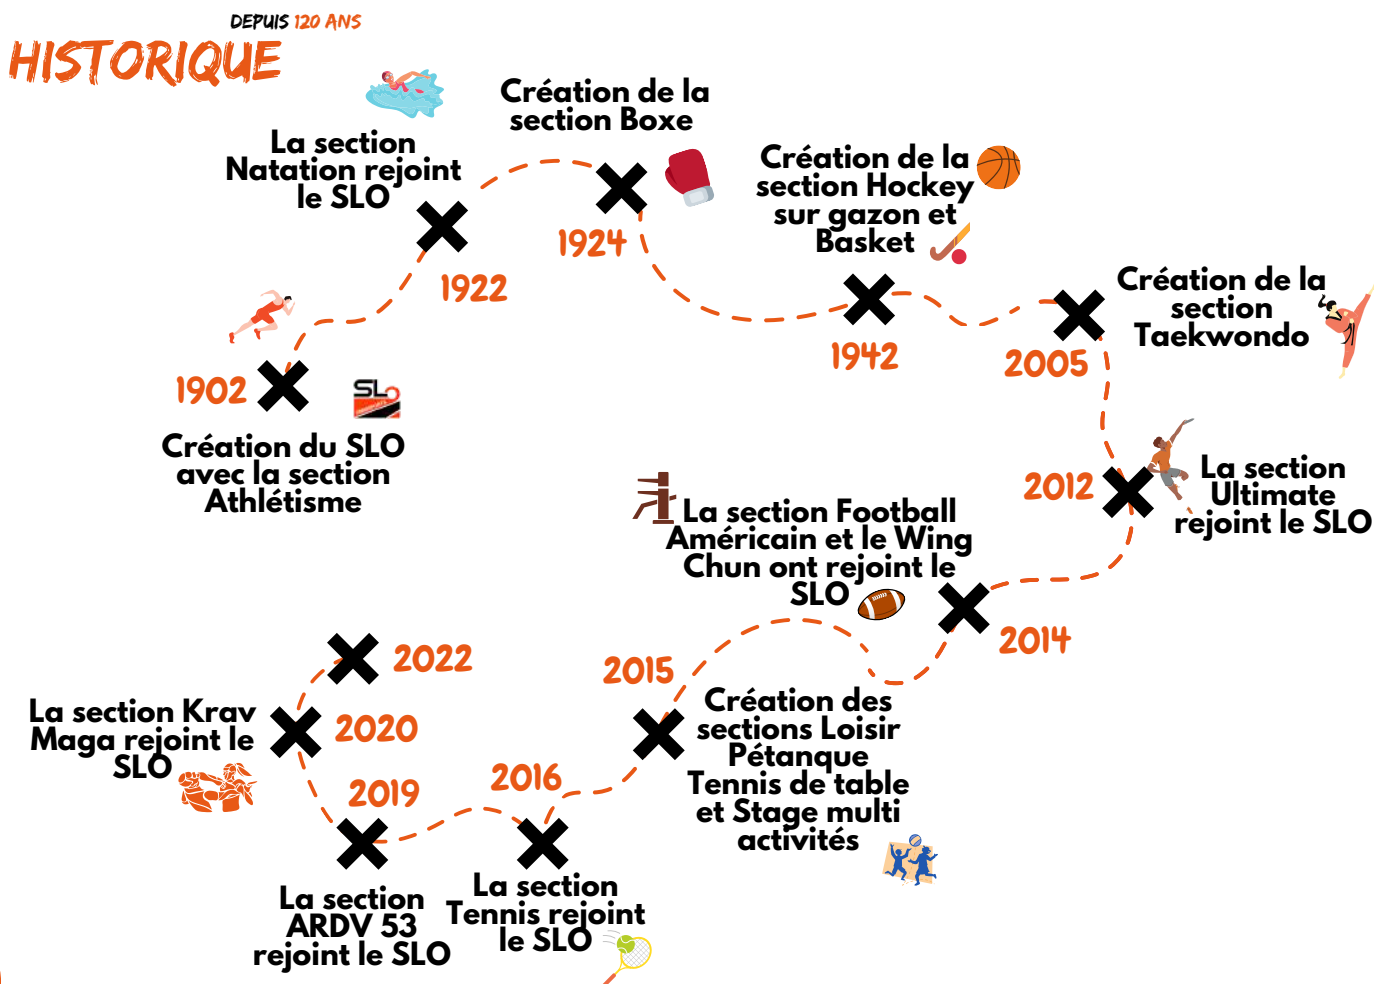 DEPUIS 120 ANS
HISTORIQUE
1902
SLO
Création du SLO
avec la section
Athlétisme
La section
Natation rejoint
le SLO
1922
Création de la
section Boxe
1924
Création de la
section Hockey
sur gazon et
Basket
1942
Création de la
section
Taekwondo
2005
2012
La section
Ultimate
rejoint le SLO
La section Football
Américain et le Wing
Chun ont rejoint le
SLO
2014
2015
Création des
sections Loisir
Pétanque
Tennis de table
et Stage multi
activités
2016
La section
Tennis rejoint
le SLO
2019
La section
ARDV 53
rejoint le SLO
La section Krav
Maga rejoint le
SLO
2020
2022